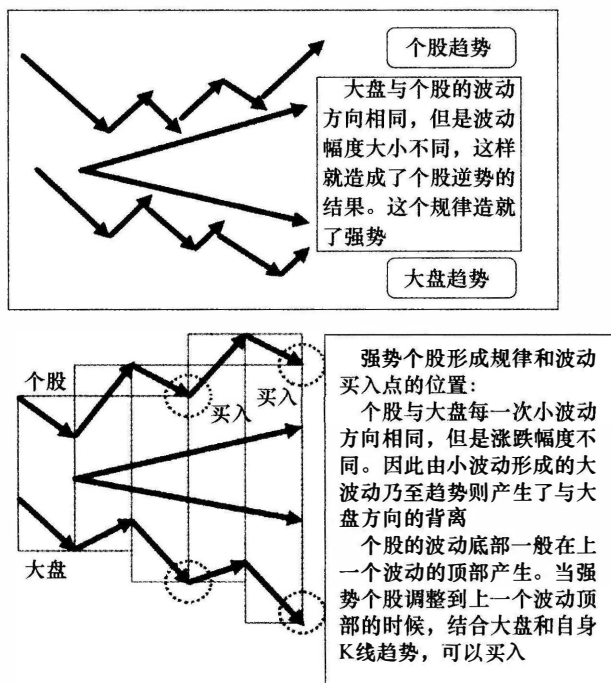 个股趋势
大盘与个股的波动
方向相同，但是波动
幅度大小不同，这样
就造成了个股逆势的
结果。这个规律造就
了强势
大盘趋势
个股
买入
买入
大盘
强势个股形成规律和波动
买入点的位置：
个股与大盘每一次小波动
方向相同，但是涨跌幅度不
同。因此由小波动形成的大
波动乃至趋势则产生了与大
盘方向的背离
个股的波动底部一般在上
一个波动的顶部产生。当强
势个股调整到上一个波动顶
部的时候，结合大盘和自身
K线趋势，可以买入